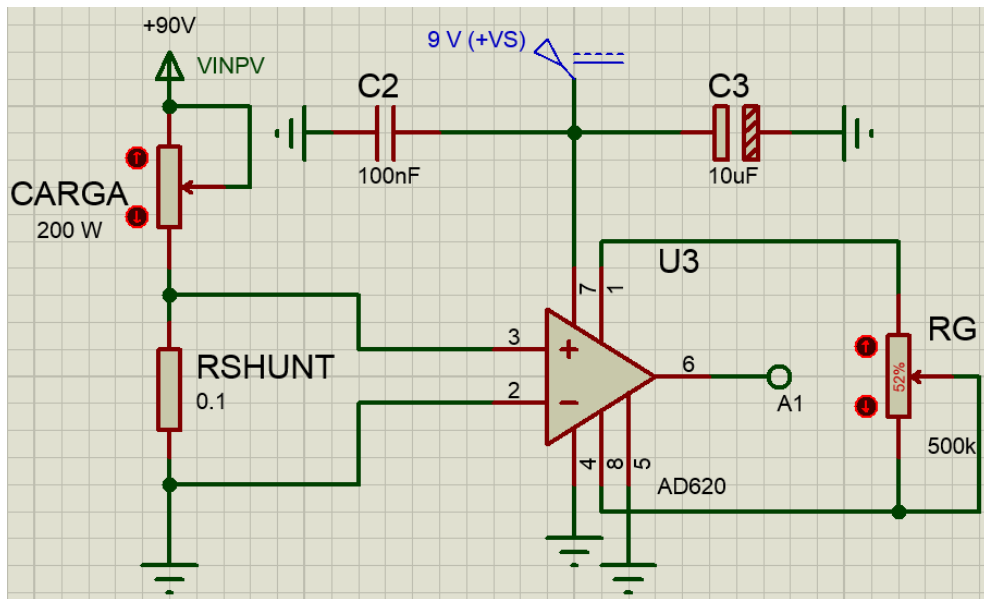 +90V
VINPV
9 V (+VS)
C2
100nF
C3
10uF
CARGA
200 W
U3
7
1
RSHUNT
0.1
3
2
+
−
6
A1
4
8
5
AD620
RG
52%
500k